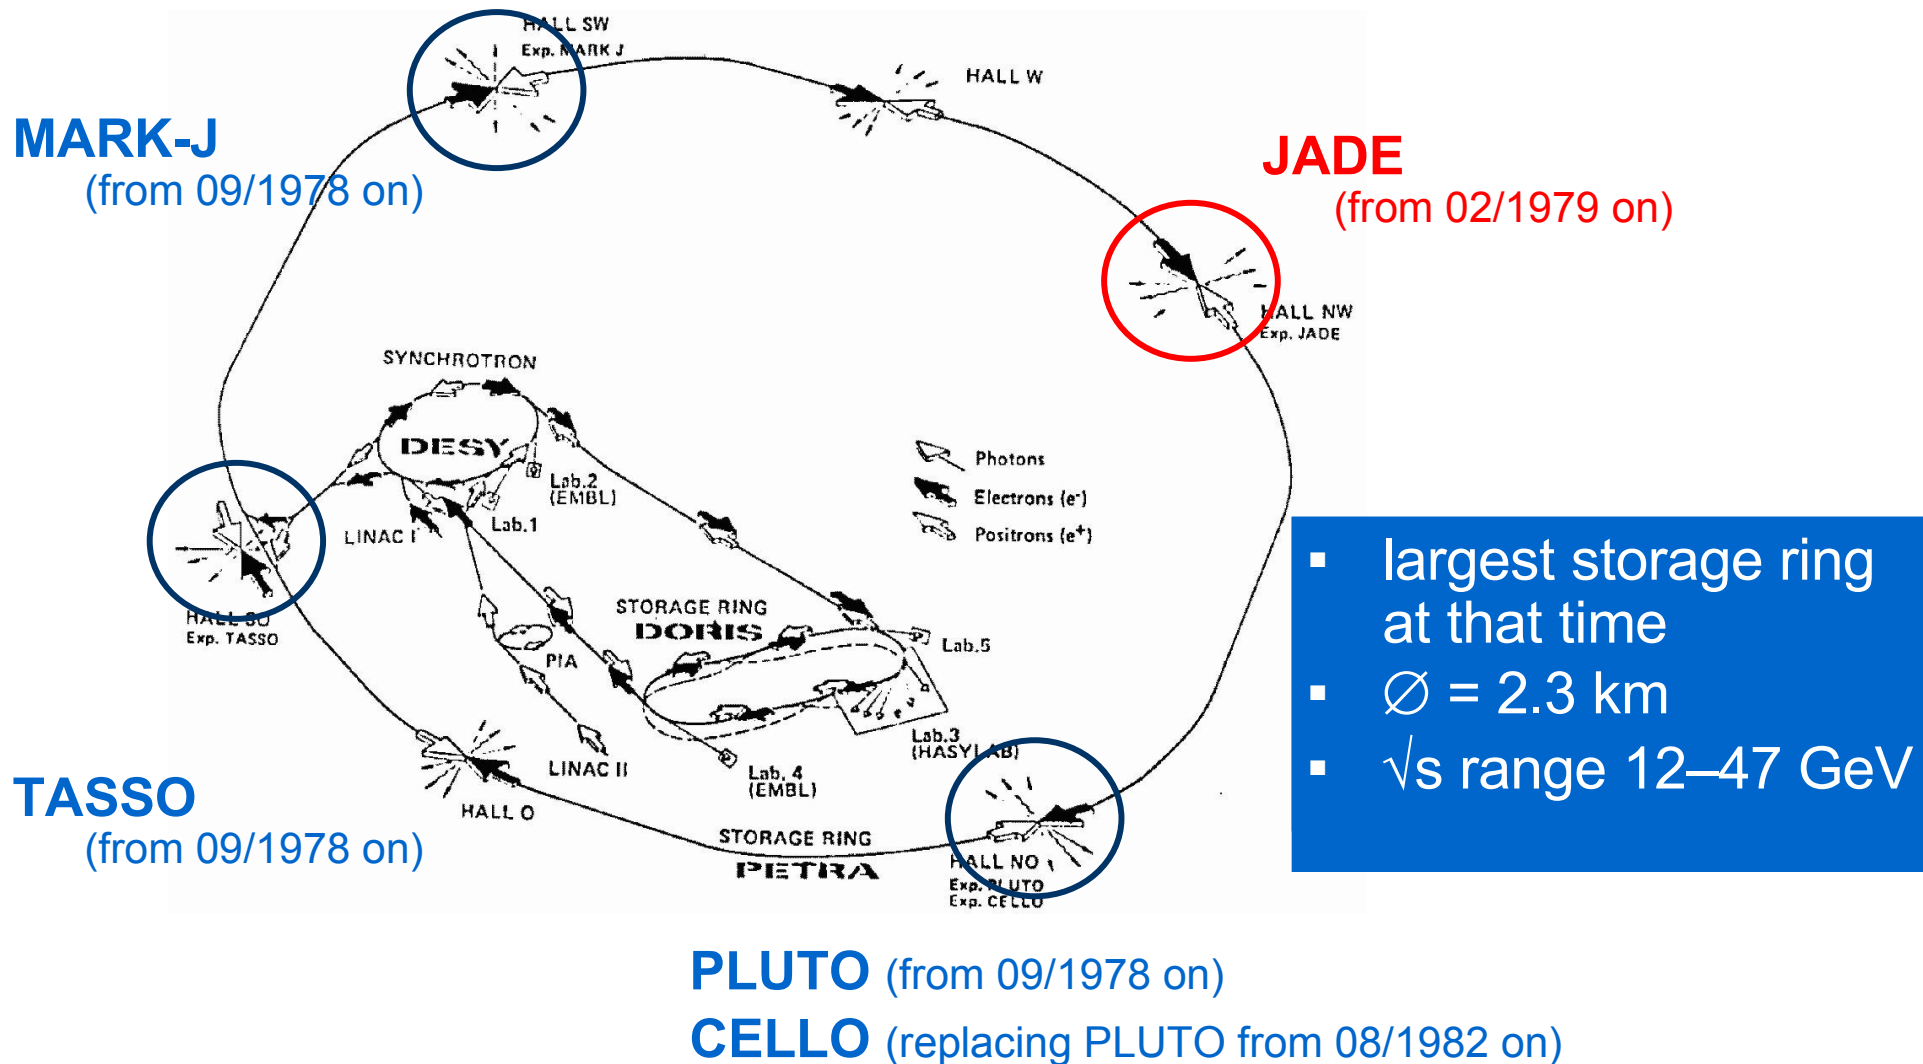 HALL SW
Exp. MARK J
HALL W
MARK-J
(from 09/1978 on)
JADE
(from 02/1979 on)
HALL NW
Exp. JADE
SYNCHROTRON
DESY
Lab.2
(EMBL)
Lab.1
LINAC I
Photons
Electrons (e-)
Positrons (e+)
HALL SO
Exp. TASSO
STORAGE RING
DORIS
PIA
Lab.5
Lab.3
(HASYLAB)
LINAC II
Lab. 4
(EMBL)
HALL O
STORAGE RING
PETRA
HALL NO
Exp. PLUTO
Exp. CELLO
▪ largest storage ring
at that time
▪ ∅ = 2.3 km
▪ √s range 12–47 GeV
TASSO
(from 09/1978 on)
PLUTO (from 09/1978 on)
CELLO (replacing PLUTO from 08/1982 on)